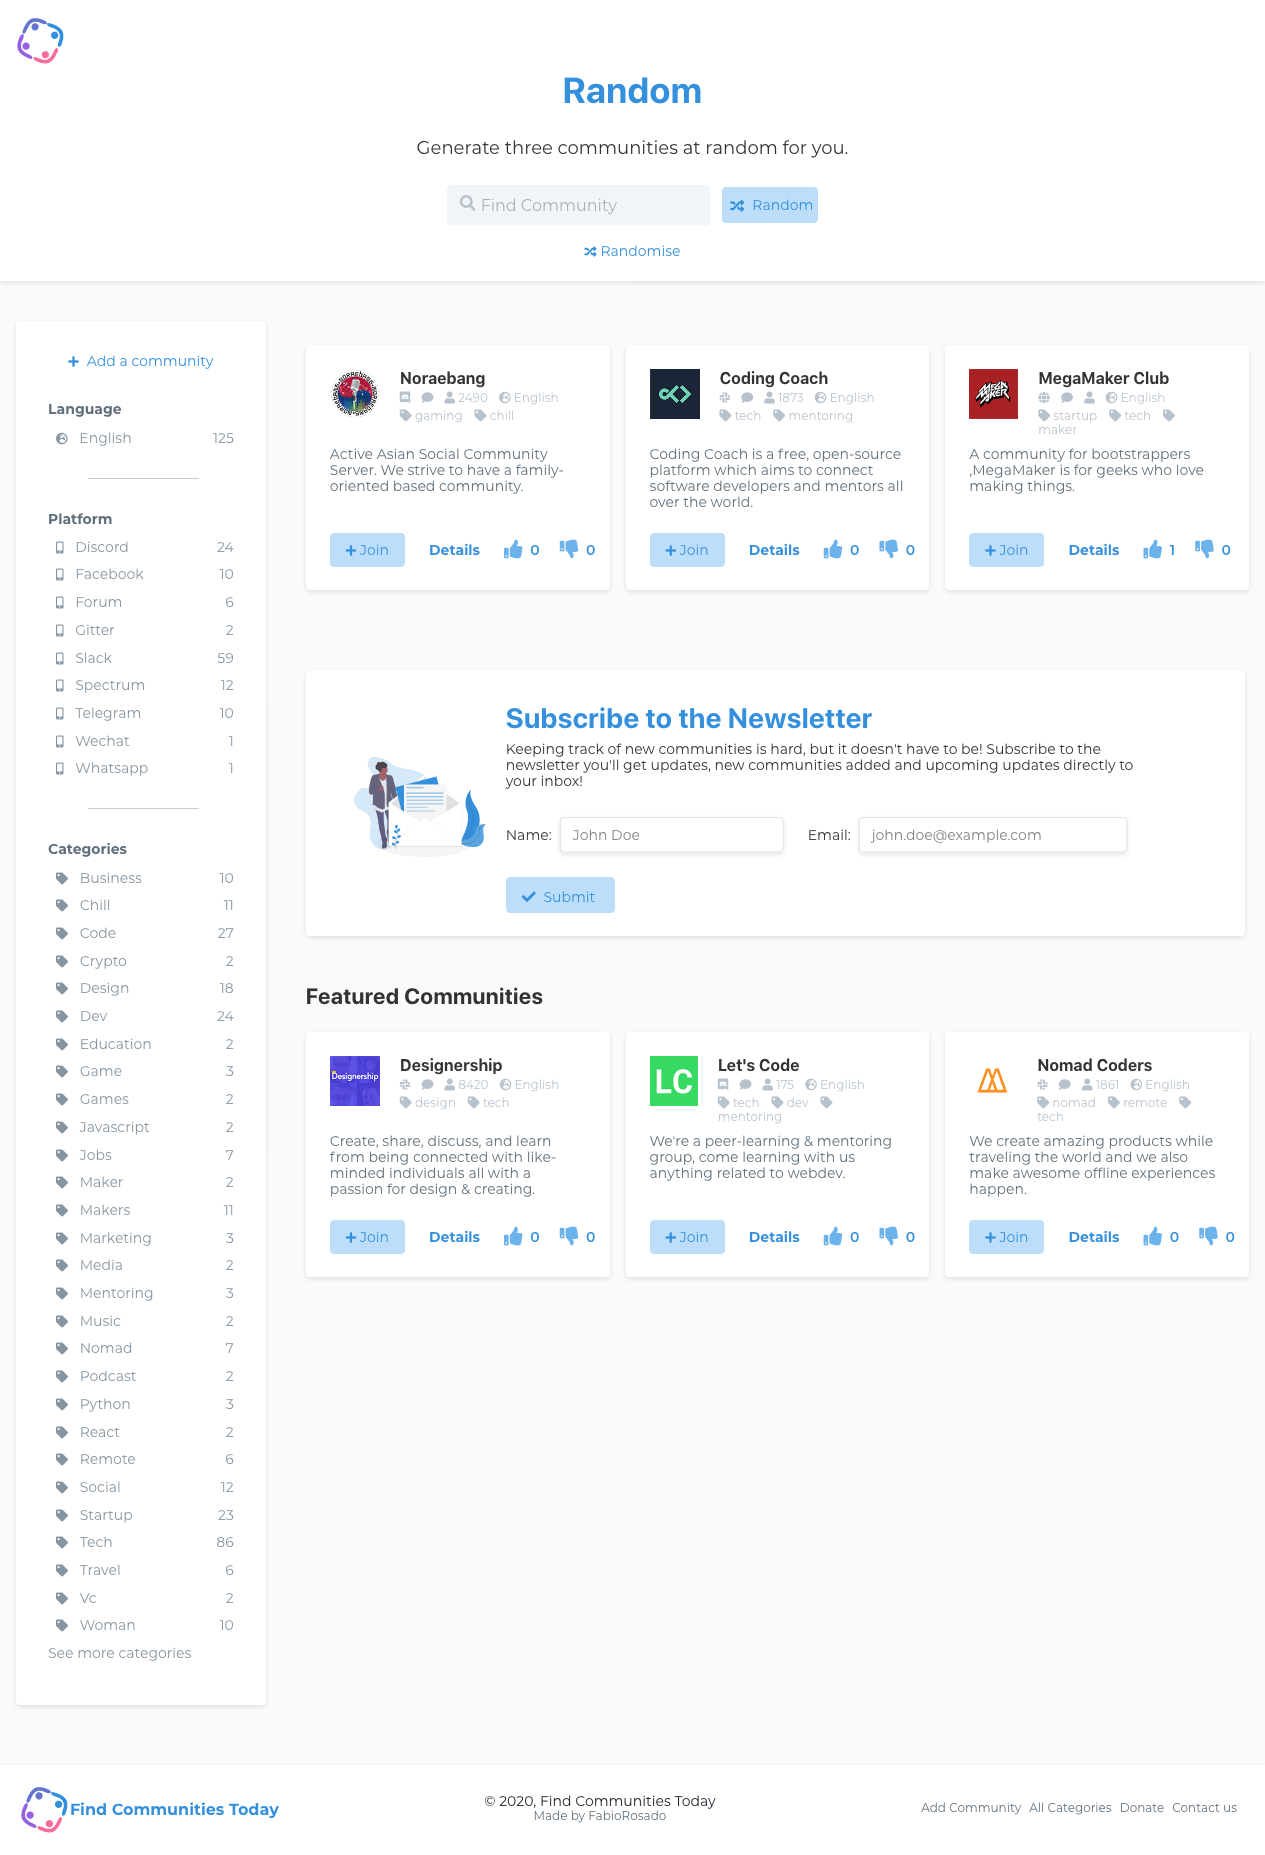 Random
Generate three communities at random for you.
Find Community
Random
Randomise
Add a community
Language
English 125
Platform
Discord 24
Facebook 10
Forum 6
Gitter 2
Slack 59
Spectrum 12
Telegram 10
Wechat 1
Whatsapp 1
Categories
Business 10
Chill 11
Code 27
Crypto 2
Design 18
Dev 24
Education 2
Game 3
Games 2
Javascript 2
Jobs 7
Maker 2
Makers 11
Marketing 3
Media 2
Mentoring 3
Music 2
Nomad 7
Podcast 2
Python 3
React 2
Remote 6
Social 12
Startup 23
Tech 86
Travel 6
Vc 2
Woman 10
See more categories
Noraebang
2490 English
gaming chill
Active Asian Social Community
Server. We strive to have a family-
oriented based community.
Join Details 0 0
Coding Coach
1873 English
tech mentoring
Coding Coach is a free, open-source
platform which aims to connect
software developers and mentors all
over the world.
Join Details 0 0
MEGA
MAKER
MegaMaker Club
English
startup tech
maker
A community for bootstrappers
,MegaMaker is for geeks who love
making things.
Join Details 1 0
Subscribe to the Newsletter
Keeping track of new communities is hard, but it doesn't have to be! Subscribe to the
newsletter you'll get updates, new communities added and upcoming updates directly to
your inbox!
Name: John Doe Email: john.doe@example.com
Submit
Featured Communities
Designership
Designership
8420 English
design tech
Create, share, discuss, and learn
from being connected with like-
minded individuals all with a
passion for design & creating.
Join Details 0 0
LC
Let's Code
175 English
tech dev
mentoring
We're a peer-learning & mentoring
group, come learning with us
anything related to webdev.
Join Details 0 0
Nomad Coders
1861 English
nomad remote
tech
We create amazing products while
traveling the world and we also
make awesome offline experiences
happen.
Join Details 0 0
Find Communities Today
© 2020, Find Communities Today
Made by FabioRosado
Add Community All Categories Donate Contact us